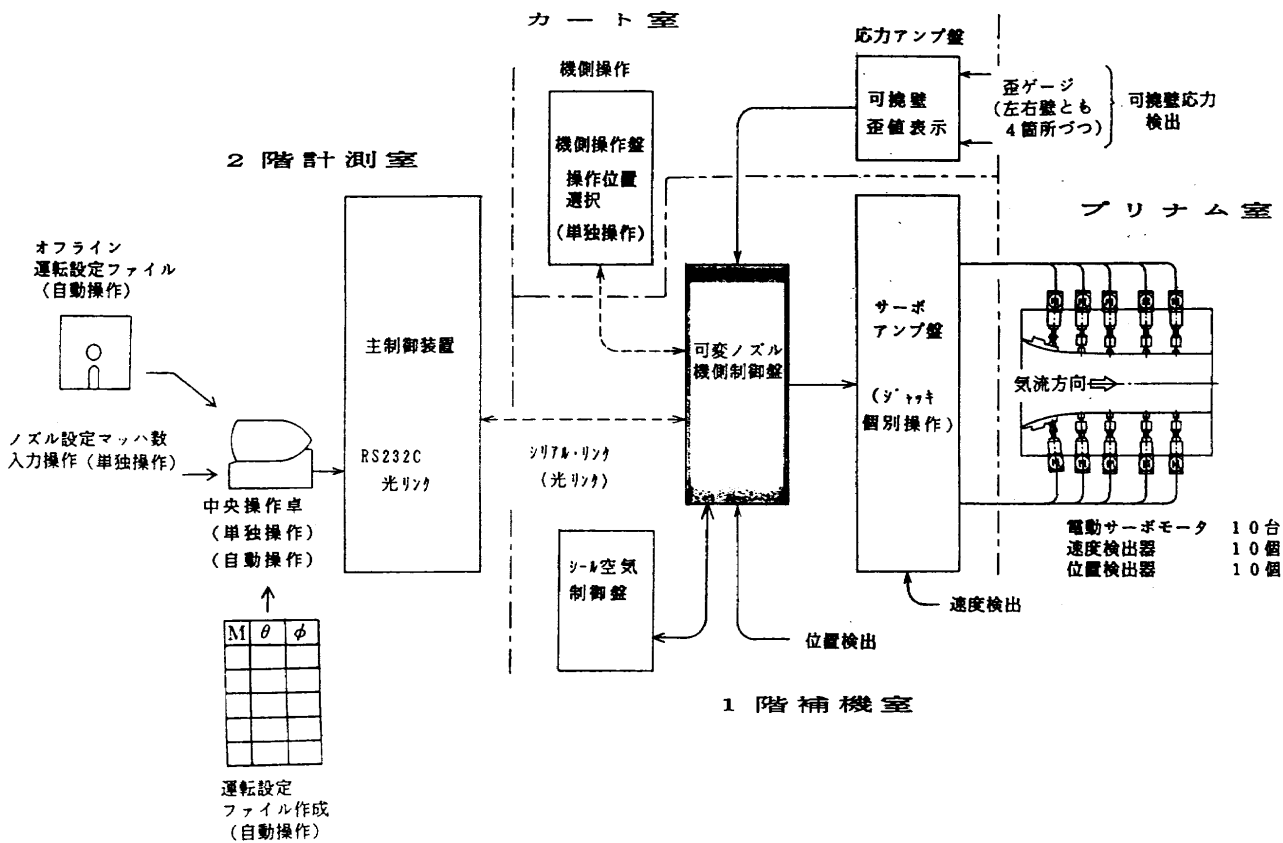 カート室
応力アンプ盤
機側操作
可撓壁
歪値表示
歪ゲージ
(左右壁とも
4箇所づつ)
可撓壁応力
検出
2階計測室
機側操作盤
操作位置
選択
(単独操作)
プリナム室
オフライン
運転設定ファイル
(自動操作)
主制御装置
サーボ
アンプ盤
可変ノズル
機側制御盤
(ジャッキ
個別操作)
気流方向
ノズル設定マッハ数
入力操作(単独操作)
RS232C
光リンク
シリアル・リンク
(光リンク)
中央操作卓
(単独操作)
(自動操作)
電動サーボモータ 10台
速度検出器 10個
位置検出器 10個
シール空気
制御盤
速度検出
位置検出
M θ φ
1階補機室
運転設定
ファイル作成
(自動操作)